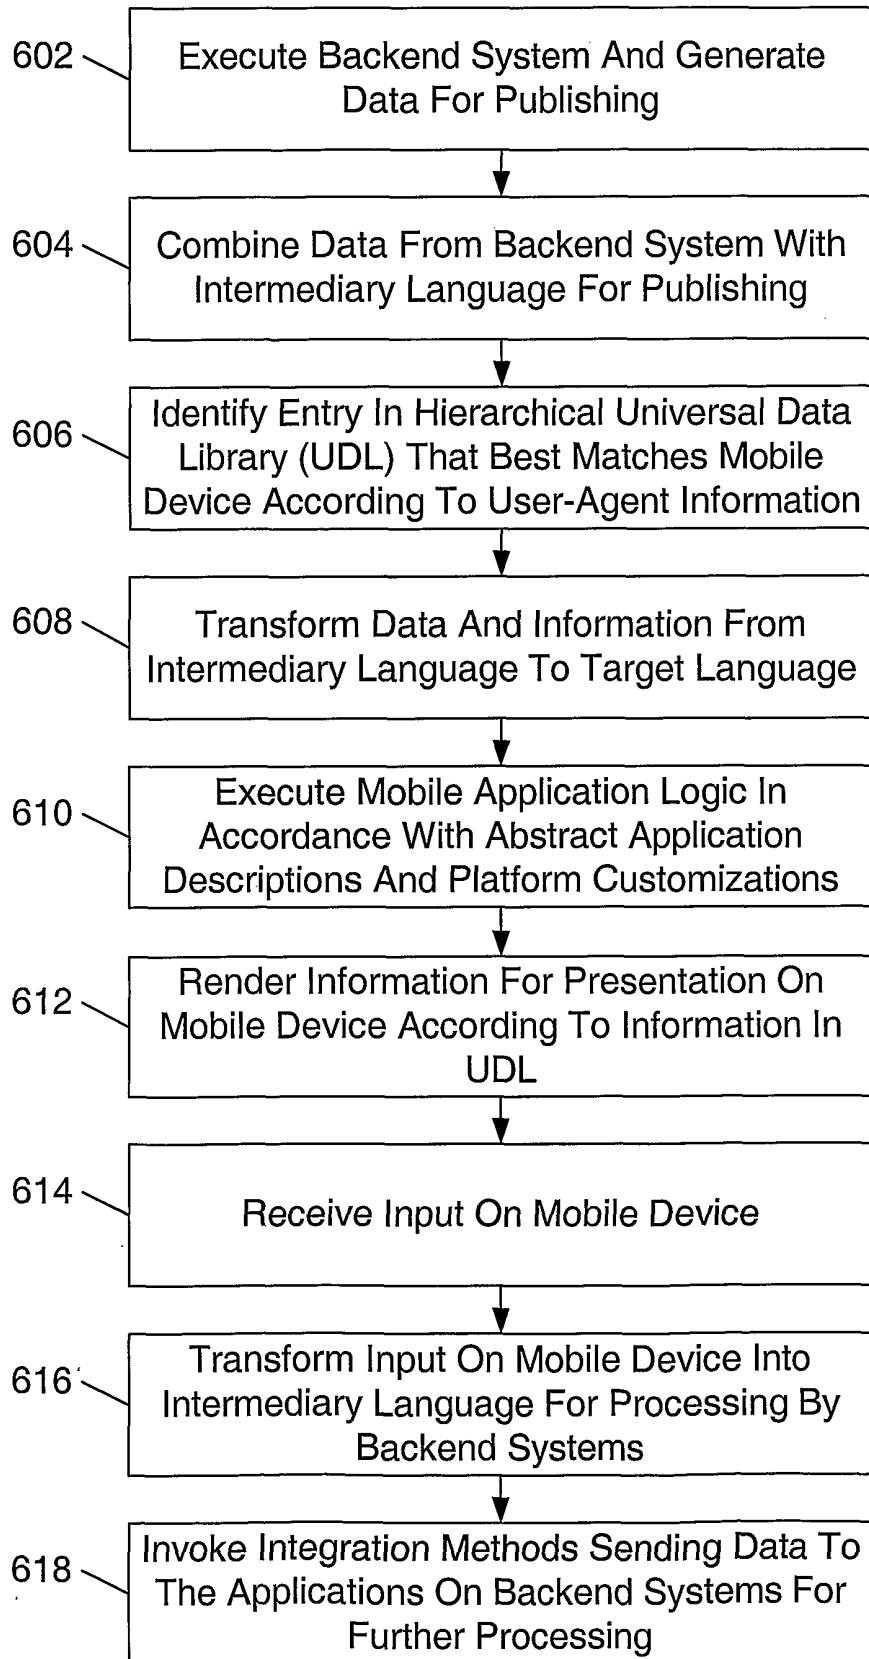 602
Execute Backend System And Generate
Data For Publishing
604
Combine Data From Backend System With
Intermediary Language For Publishing
606
Identify Entry In Hierarchical Universal Data
Library (UDL) That Best Matches Mobile
Device According To User-Agent Information
608
Transform Data And Information From
Intermediary Language To Target Language
610
Execute Mobile Application Logic In
Accordance With Abstract Application
Descriptions And Platform Customizations
612
Render Information For Presentation On
Mobile Device According To Information In
UDL
614
Receive Input On Mobile Device
616
Transform Input On Mobile Device Into
Intermediary Language For Processing By
Backend Systems
618
Invoke Integration Methods Sending Data To
The Applications On Backend Systems For
Further Processing